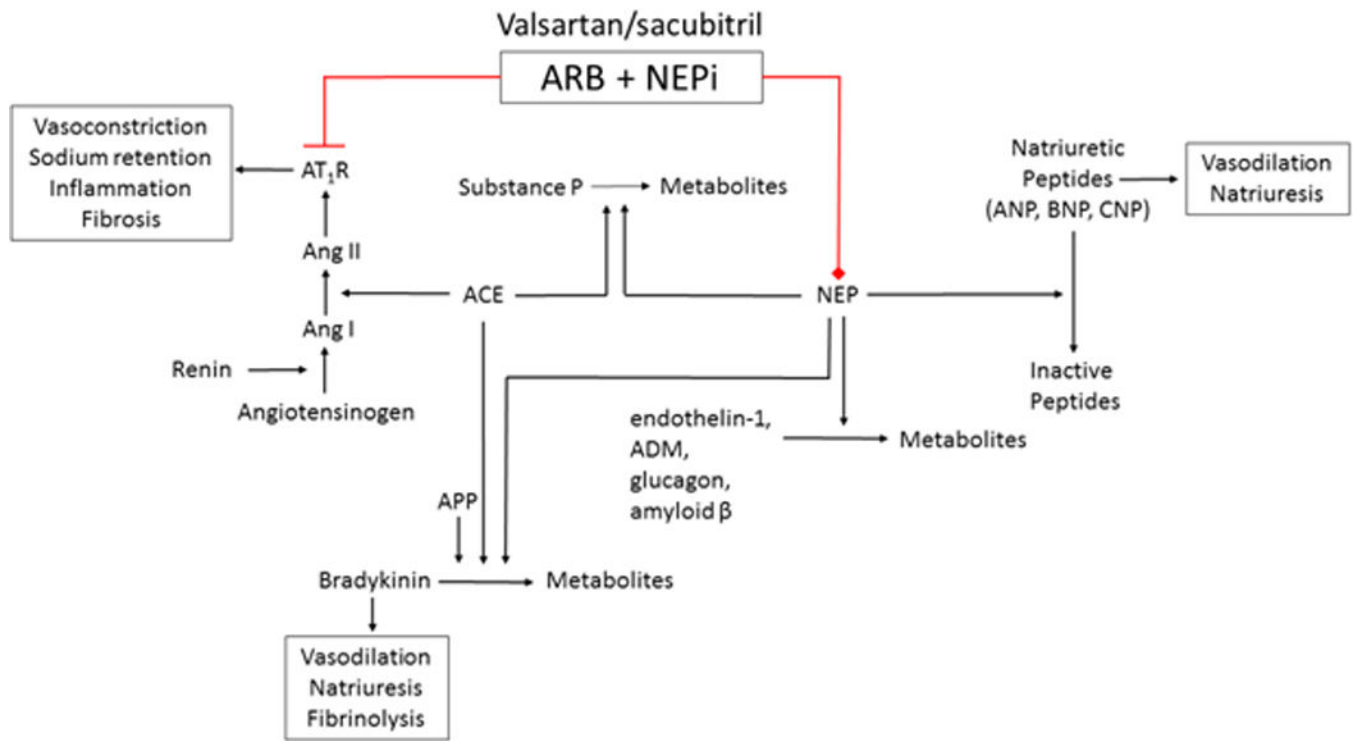 Valsartan/sacubitril
ARB + NEPi
Vasoconstriction
Sodium retention
Inflammation
Fibrosis
AT₁R
Ang II
Ang I
Renin
Angiotensinogen
Substance P
Metabolites
ACE
NEP
Natriuretic
Peptides
(ANP, BNP, CNP)
Vasodilation
Natriuresis
Inactive
Peptides
endothelin-1,
ADM,
glucagon,
amyloid β
Metabolites
APP
Bradykinin
Metabolites
Vasodilation
Natriuresis
Fibrinolysis